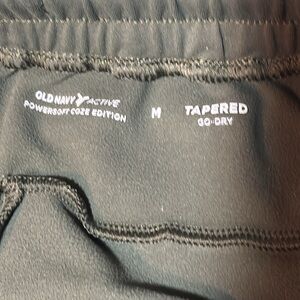 OLD NAVY ACTIVE
POWERSOFT COZE EDITION
M
TAPERED
GO-DRY